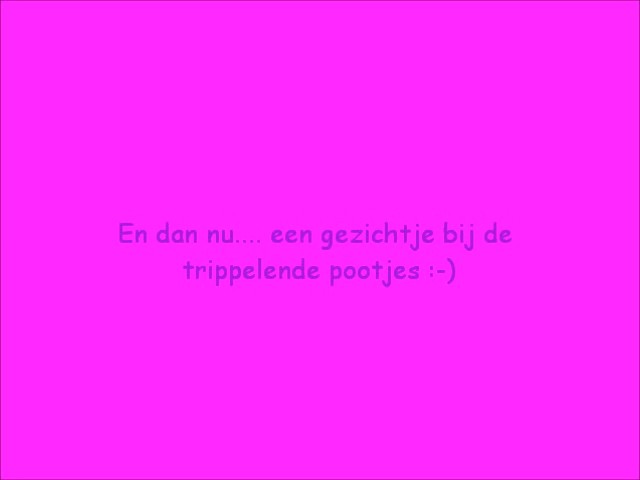 En dan nu.... een gezichtje bij de
trippelende pootjes :-)